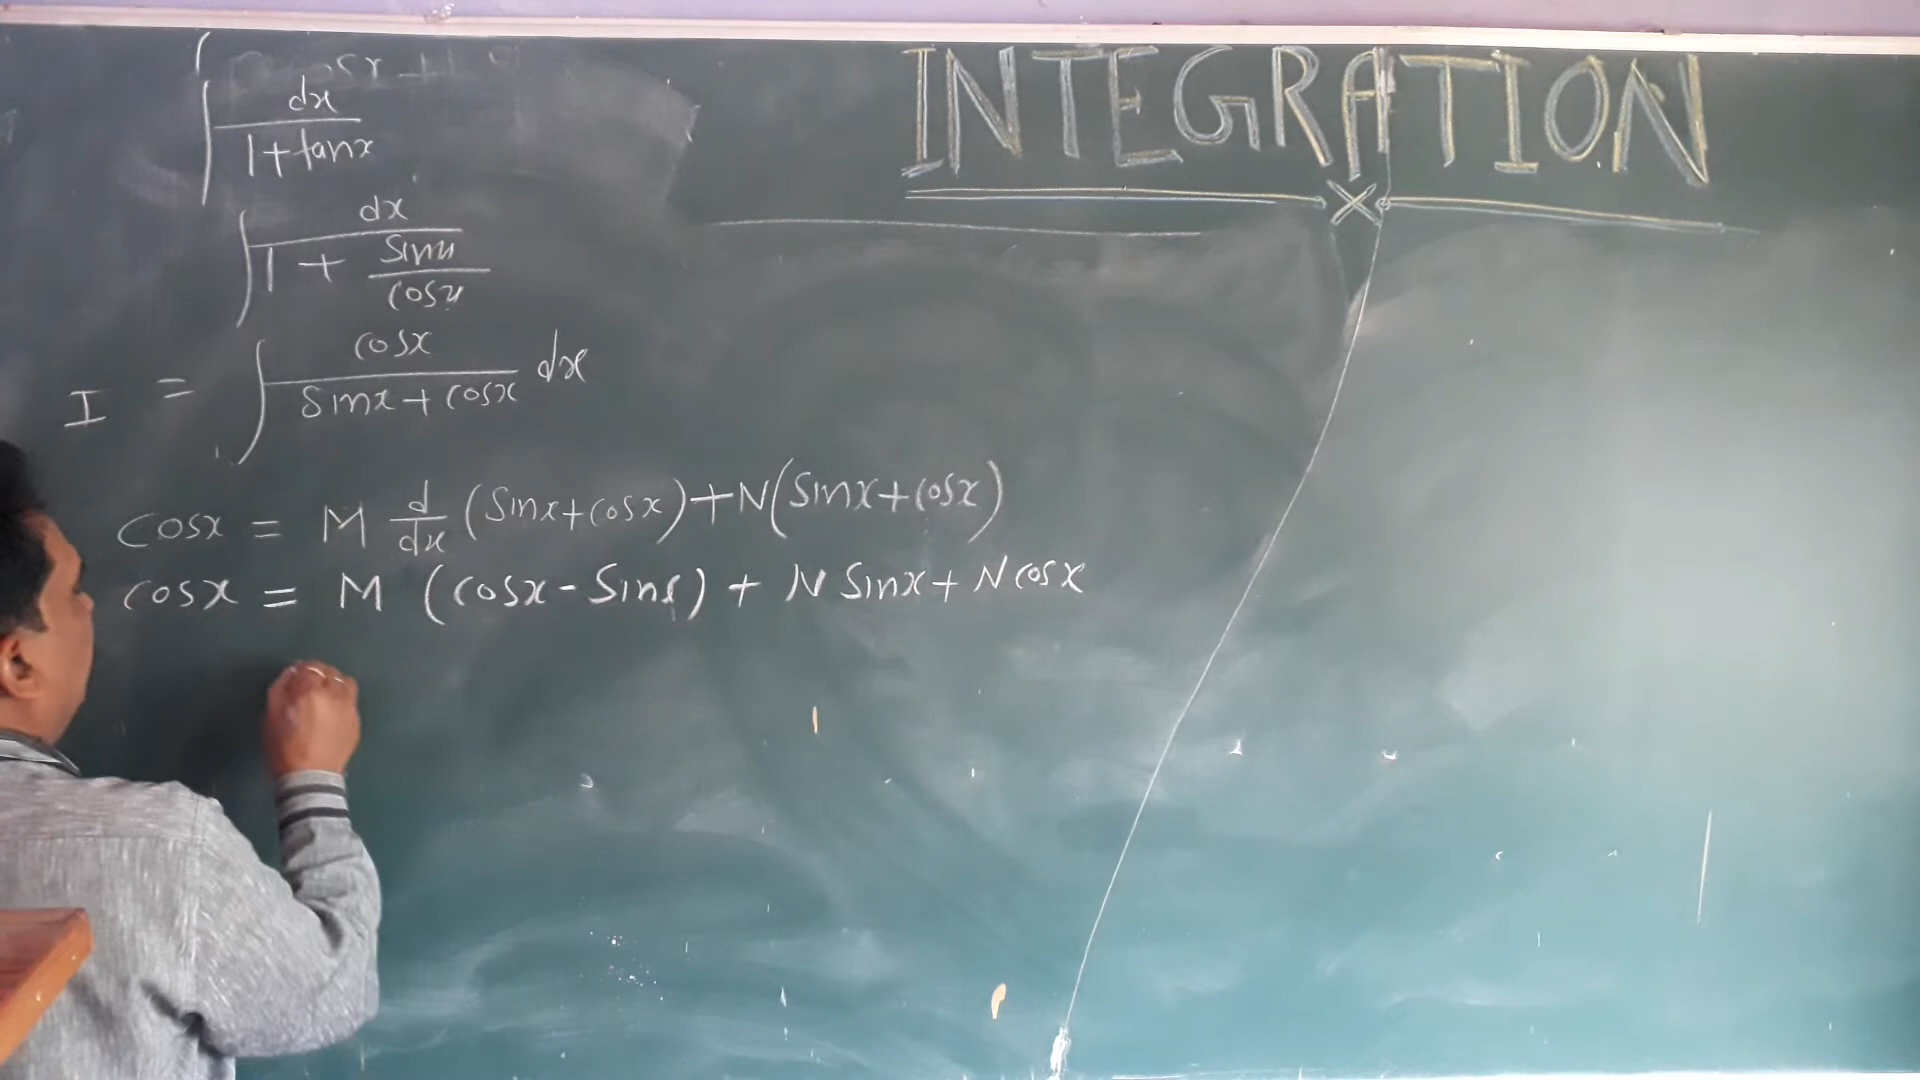 INTEGRATION
∫ dx / 1+tanx
∫ dx / 1 + sinx/cosx
I = ∫ cosx / sinx + cosx dx
cosx = M d/dx (sinx+cosx)+N(sinx+cosx)
cosx = M (cosx - sinx) + N sinx + N cosx